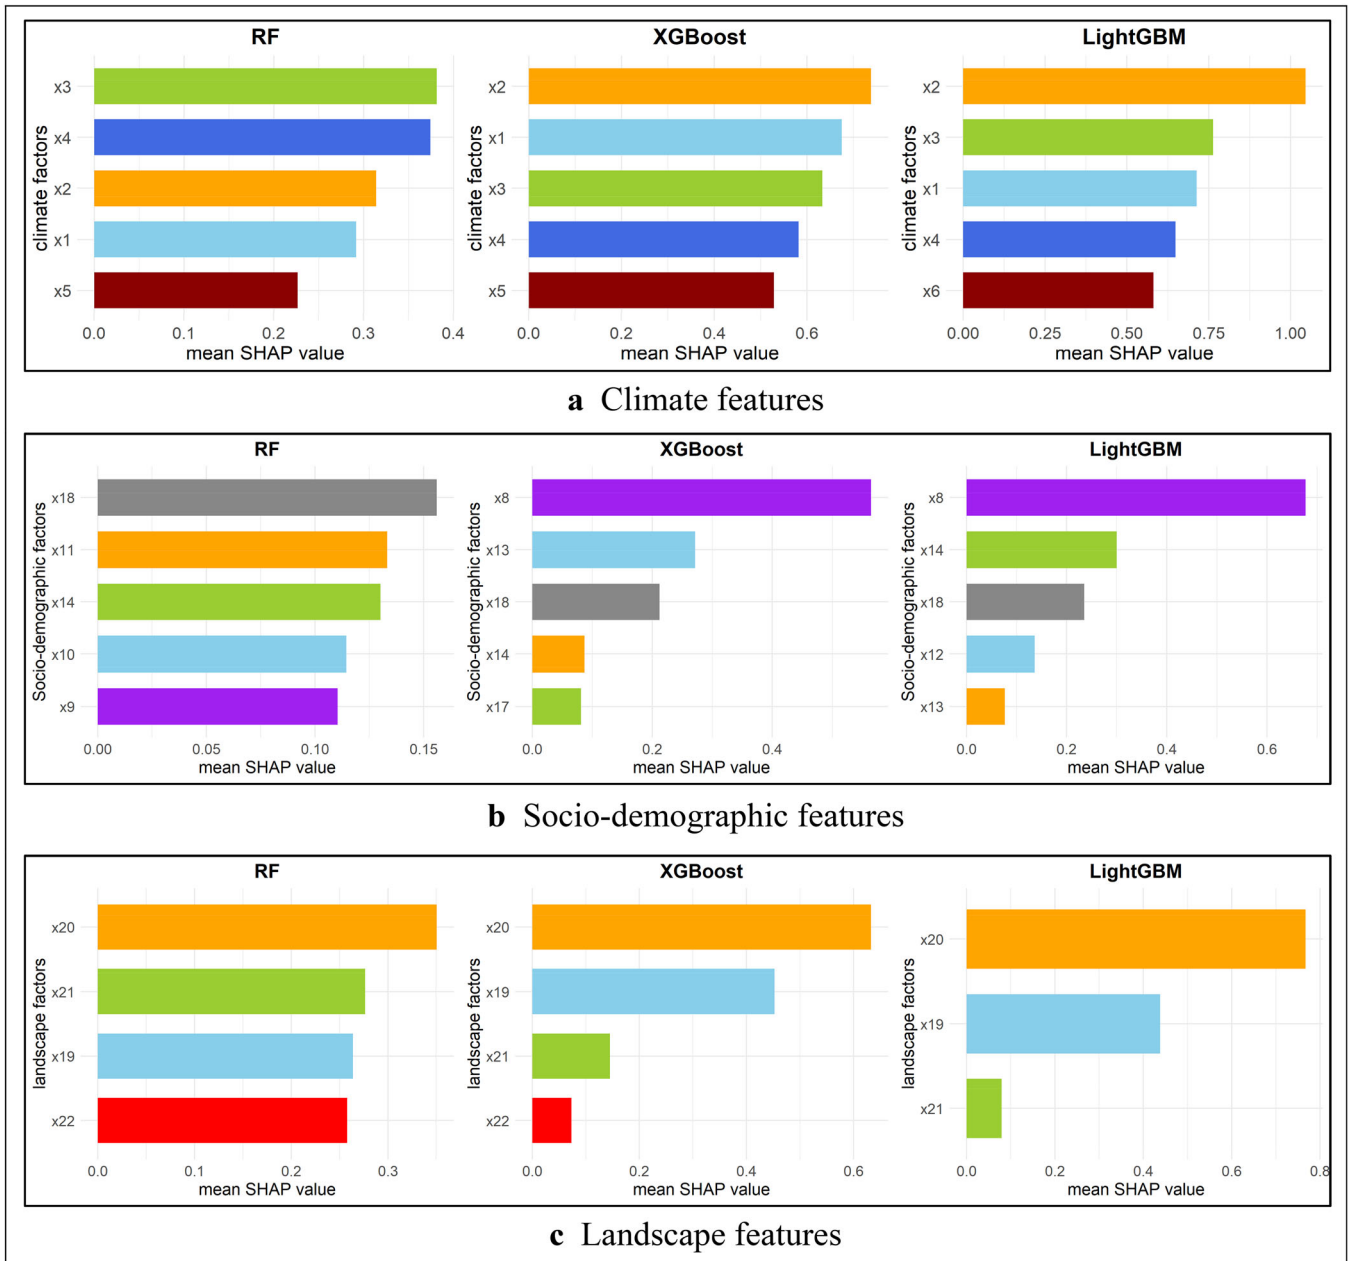 RF
XGBoost
LightGBM
climate factors
x3
x4
x2
x1
x5
0.0 0.1 0.2 0.3 0.4
mean SHAP value
climate factors
x2
x1
x3
x4
x5
0.0 0.2 0.4 0.6
mean SHAP value
climate factors
x2
x3
x1
x4
x6
0.00 0.25 0.50 0.75 1.00
mean SHAP value
a Climate features
RF
XGBoost
LightGBM
Socio-demographic factors
x18
x11
x14
x10
x9
0.00 0.05 0.10 0.15
mean SHAP value
Socio-demographic factors
x8
x13
x18
x14
x17
0.0 0.2 0.4
mean SHAP value
Socio-demographic factors
x8
x14
x18
x12
x13
0.0 0.2 0.4 0.6
mean SHAP value
b Socio-demographic features
RF
XGBoost
LightGBM
landscape factors
x20
x21
x19
x22
0.0 0.1 0.2 0.3
mean SHAP value
landscape factors
x20
x19
x21
x22
0.0 0.2 0.4 0.6
mean SHAP value
landscape factors
x20
x19
x21
0.0 0.2 0.4 0.6 0.8
mean SHAP value
c Landscape features